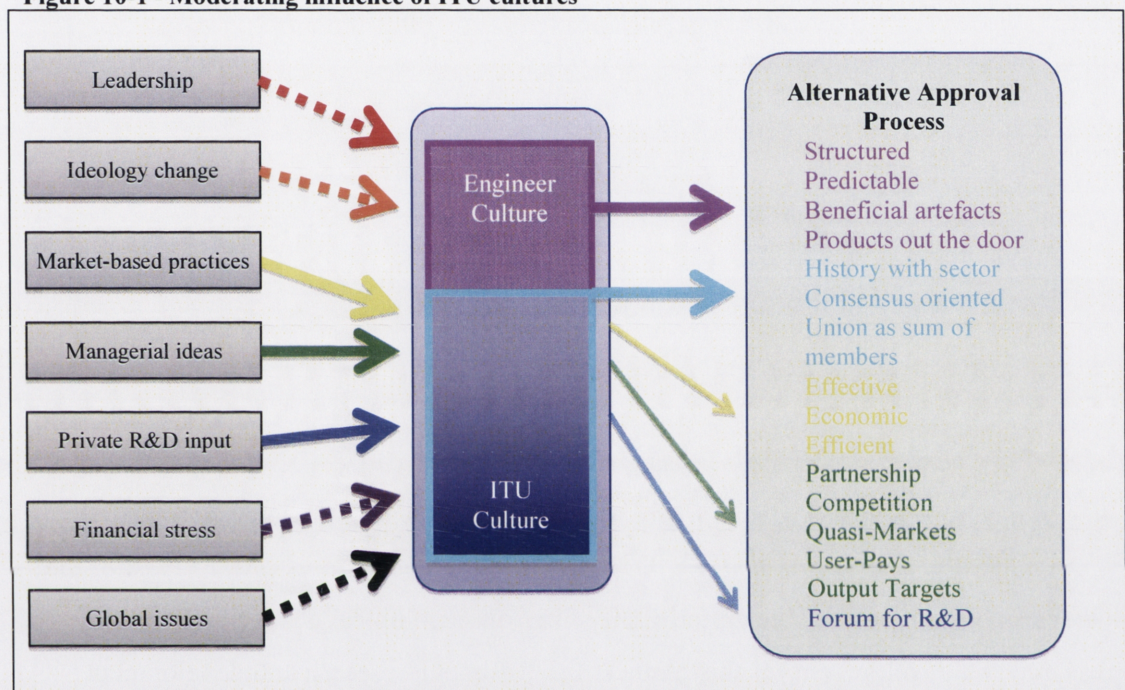 Figure 10-1 - Moderating influence of ITU cultures
Leadership
Ideology change
Market-based practices
Managerial ideas
Private R&D input
Financial stress
Global issues
Engineer
Culture
ITU
Culture
Alternative Approval
Process
Structured
Predictable
Beneficial artefacts
Products out the door
History with sector
Consensus oriented
Union as sum of
members
Effective
Economic
Efficient
Partnership
Competition
Quasi-Markets
User-Pays
Output Targets
Forum for R&D